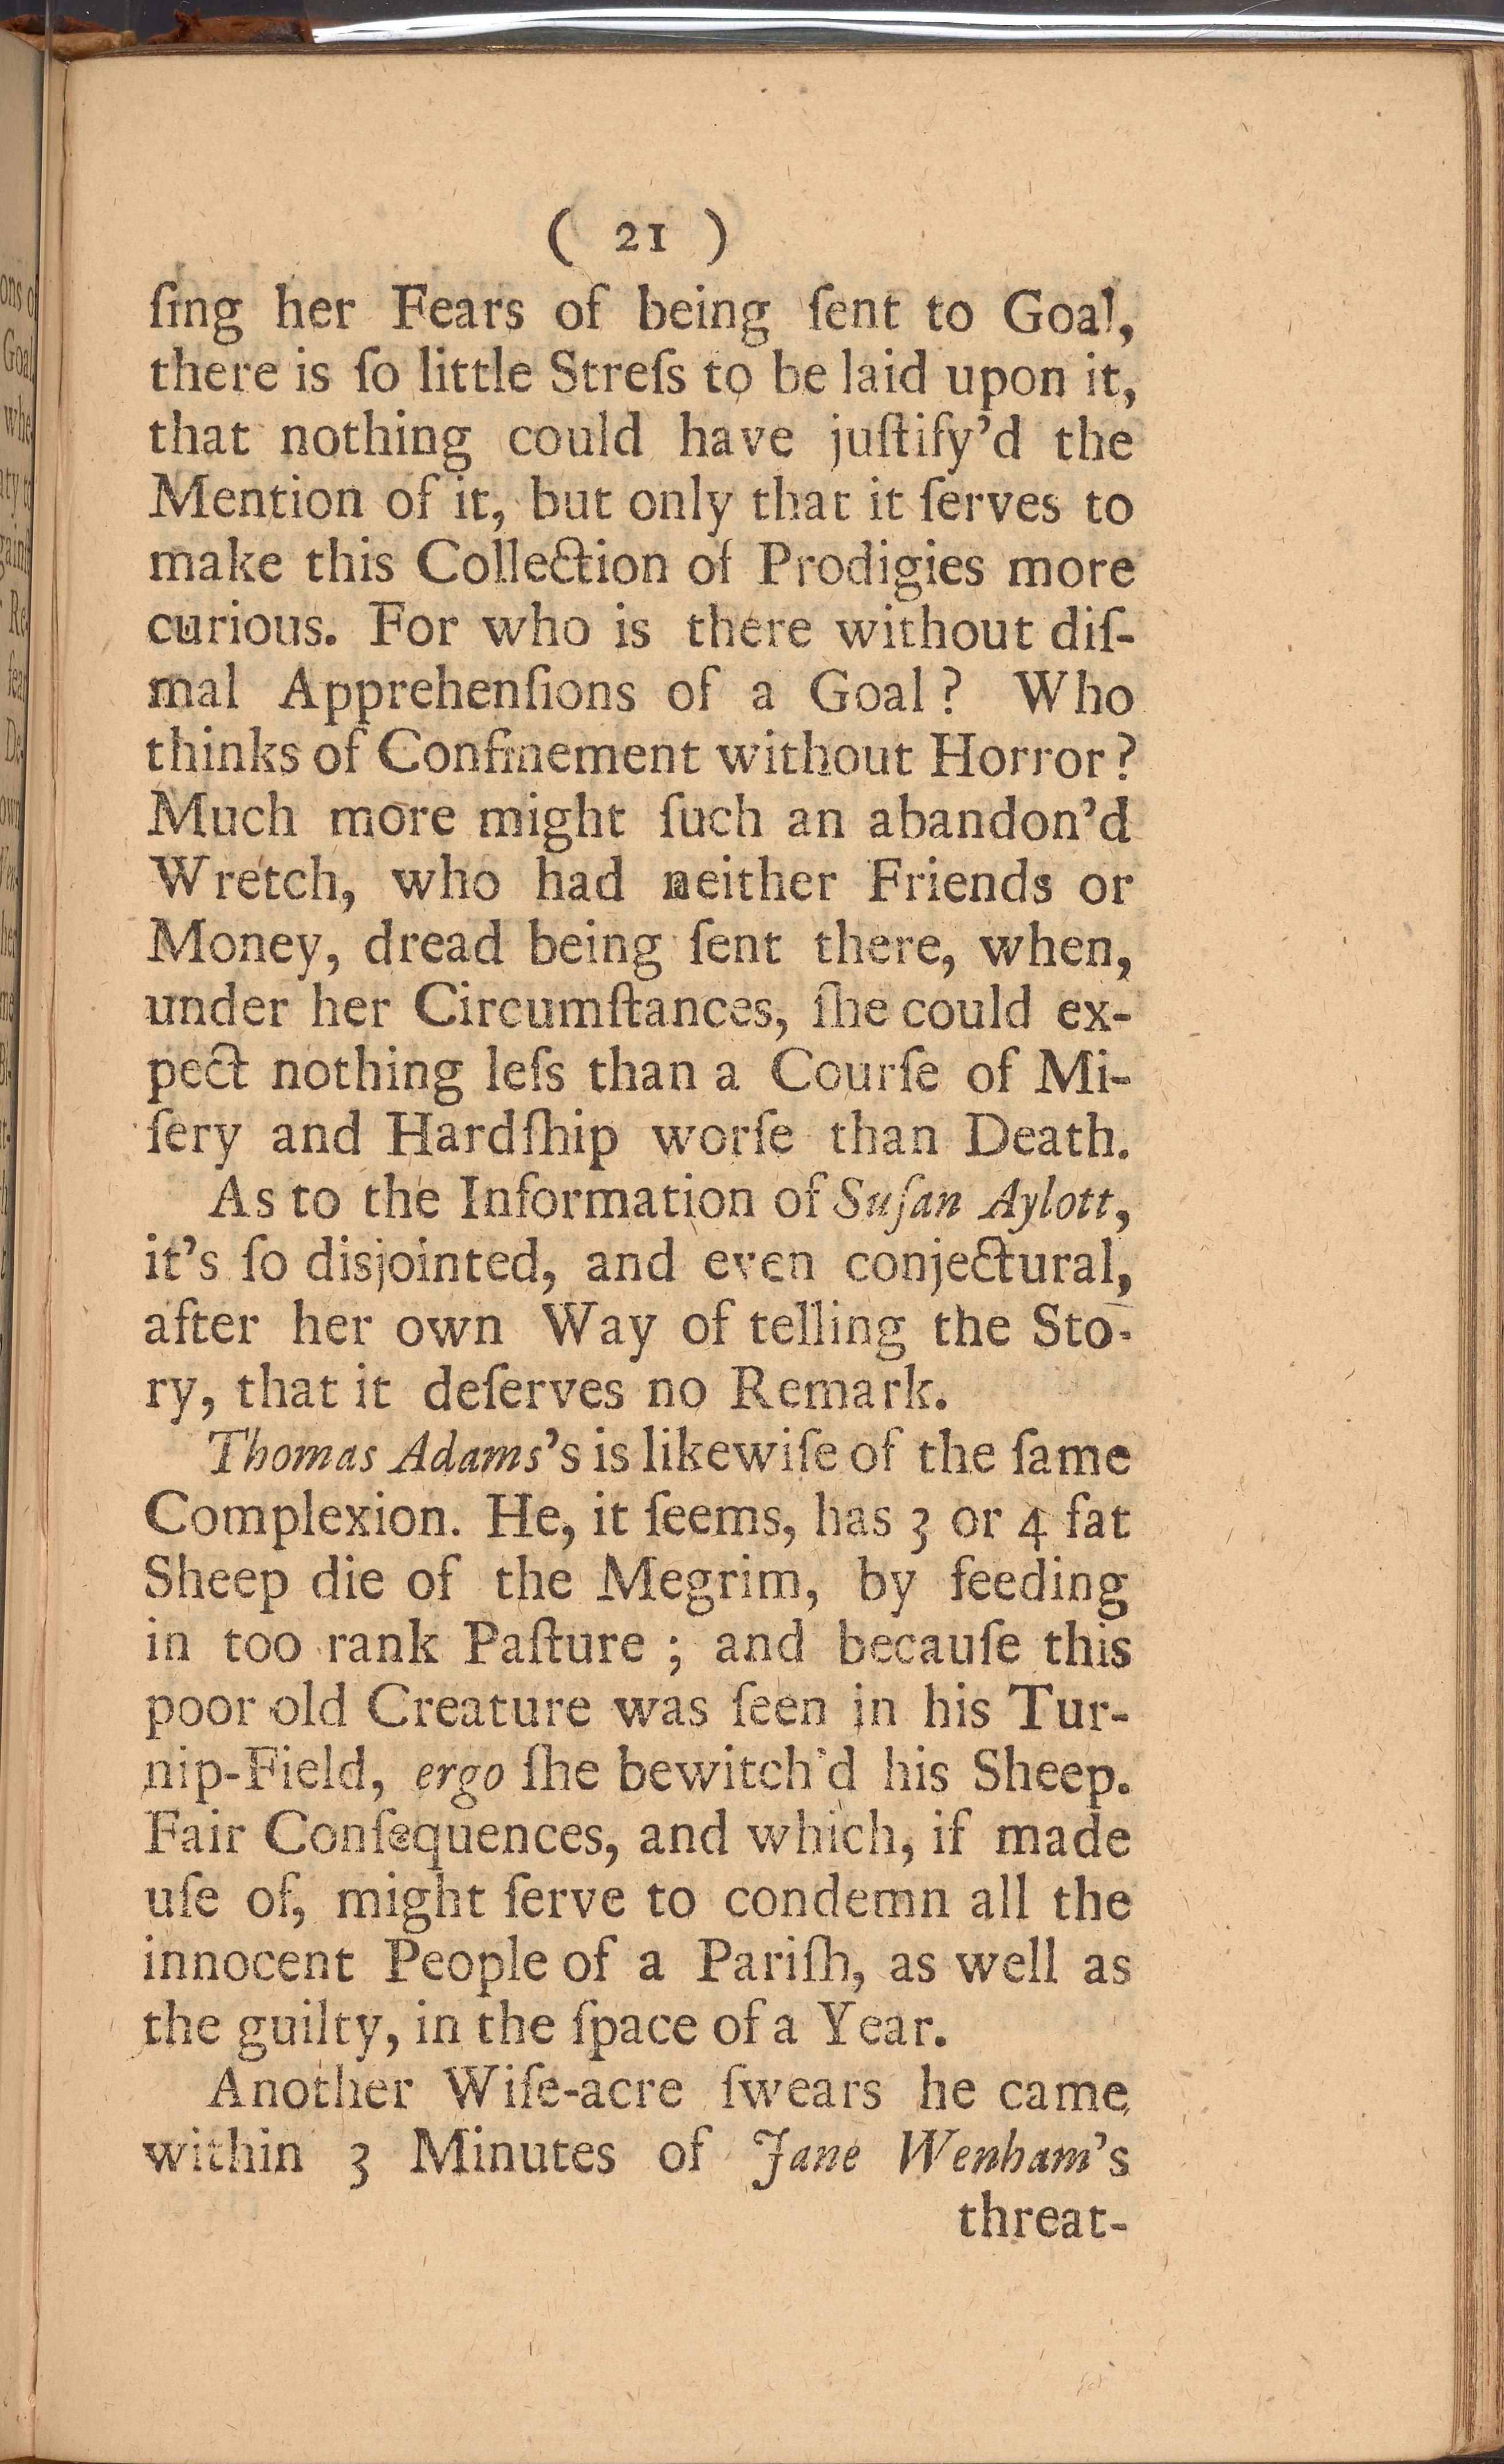 ( 21 )
ſing her Fears of being ſent to Goal,
there is ſo little Streſs to be laid upon it,
that nothing could have juſtify'd the
Mention of it, but only that it ſerves to
make this Collection of Prodigies more
curious. For who is there without diſ-
mal Apprehenſions of a Goal? Who
thinks of Confinement without Horror?
Much more might ſuch an abandon'd
Wretch, who had neither Friends or
Money, dread being ſent there, when,
under her Circumſtances, ſhe could ex-
pect nothing leſs than a Courſe of Mi-
ſery and Hardſhip worſe than Death.
As to the Information of Suſan Aylott,
it's ſo disjointed, and even conjectural,
after her own Way of telling the Sto-
ry, that it deſerves no Remark.
Thomas Adams's is likewiſe of the ſame
Complexion. He, it ſeems, has 3 or 4 fat
Sheep die of the Megrim, by feeding
in too rank Paſture ; and becauſe this
poor old Creature was ſeen in his Tur-
nip-Field, ergo ſhe bewitch'd his Sheep.
Fair Conſequences, and which, if made
uſe of, might ſerve to condemn all the
innocent People of a Pariſh, as well as
the guilty, in the ſpace of a Year.
Another Wiſe-acre ſwears he came
within 3 Minutes of Jane Wenham's
threat-